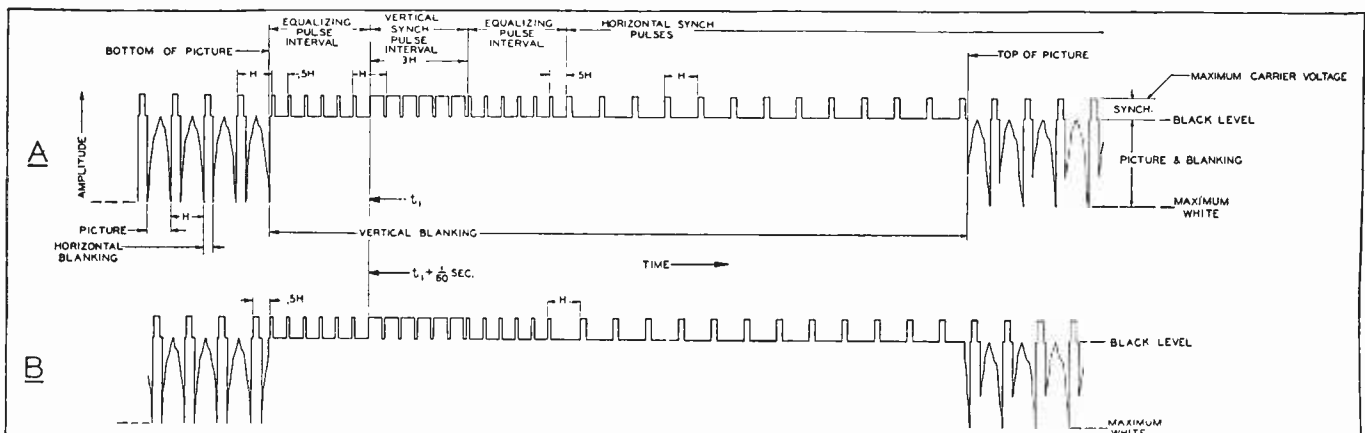 EQUALIZING
PULSE
INTERVAL
VERTICAL
SYNCH
PULSE
INTERVAL
3H
EQUALIZING
PULSE
INTERVAL
HORIZONTAL SYNCH
PULSES
BOTTOM OF PICTURE
TOP OF PICTURE
H
.5H
H
.5H
H
MAXIMUM CARRIER VOLTAGE
SYNCH.
BLACK LEVEL
A
AMPLITUDE
PICTURE & BLANKING
t₁
MAXIMUM
WHITE
H
PICTURE
HORIZONTAL
BLANKING
VERTICAL BLANKING
TIME
t₁ + 1/60 SEC.
.5H
H
BLACK LEVEL
B
MAXIMUM
WHITE